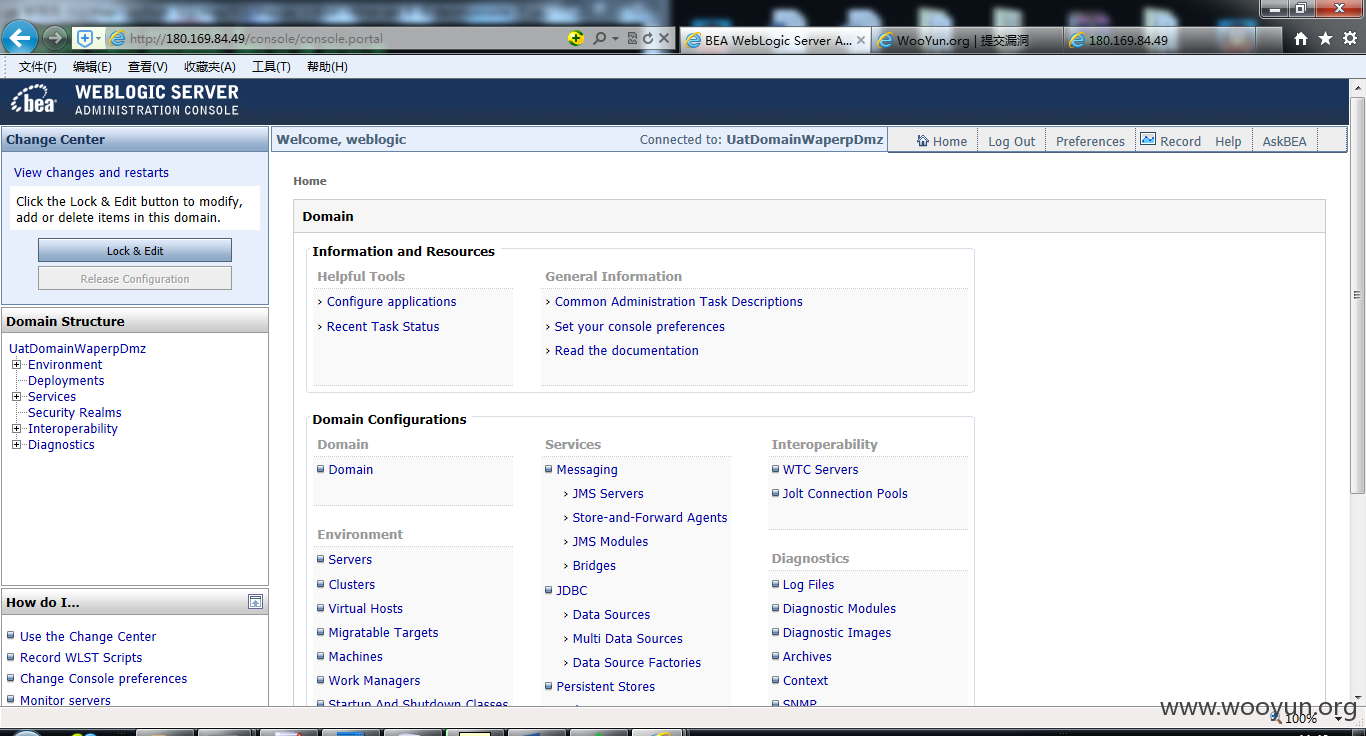 http://180.169.84.49/console/console.portal
BEA WebLogic Server A...
WooYun.org | 提交漏洞
180.169.84.49
文件(F) 编辑(E) 查看(V) 收藏夹(A) 工具(T) 帮助(H)
bea
WEBLOGIC SERVER
ADMINISTRATION CONSOLE
Change Center
View changes and restarts
Click the Lock & Edit button to modify,
add or delete items in this domain.
Lock & Edit
Release Configuration
Domain Structure
UatDomainWaperpDmz
Environment
Deployments
Services
Security Realms
Interoperability
Diagnostics
How do I...
Use the Change Center
Record WLST Scripts
Change Console preferences
Monitor servers
Welcome, weblogic
Connected to: UatDomainWaperpDmz
Home
Log Out
Preferences
Record
Help
AskBEA
Home
Domain
Information and Resources
Helpful Tools
› Configure applications
› Recent Task Status
General Information
› Common Administration Task Descriptions
› Set your console preferences
› Read the documentation
Domain Configurations
Domain
Domain
Environment
Servers
Clusters
Virtual Hosts
Migratable Targets
Machines
Work Managers
Startup And Shutdown Classes
Services
Messaging
› JMS Servers
› Store-and-Forward Agents
› JMS Modules
› Bridges
JDBC
› Data Sources
› Multi Data Sources
› Data Source Factories
Persistent Stores
Interoperability
WTC Servers
Jolt Connection Pools
Diagnostics
Log Files
Diagnostic Modules
Diagnostic Images
Archives
Context
SNMP
www.wooyun.org
100%